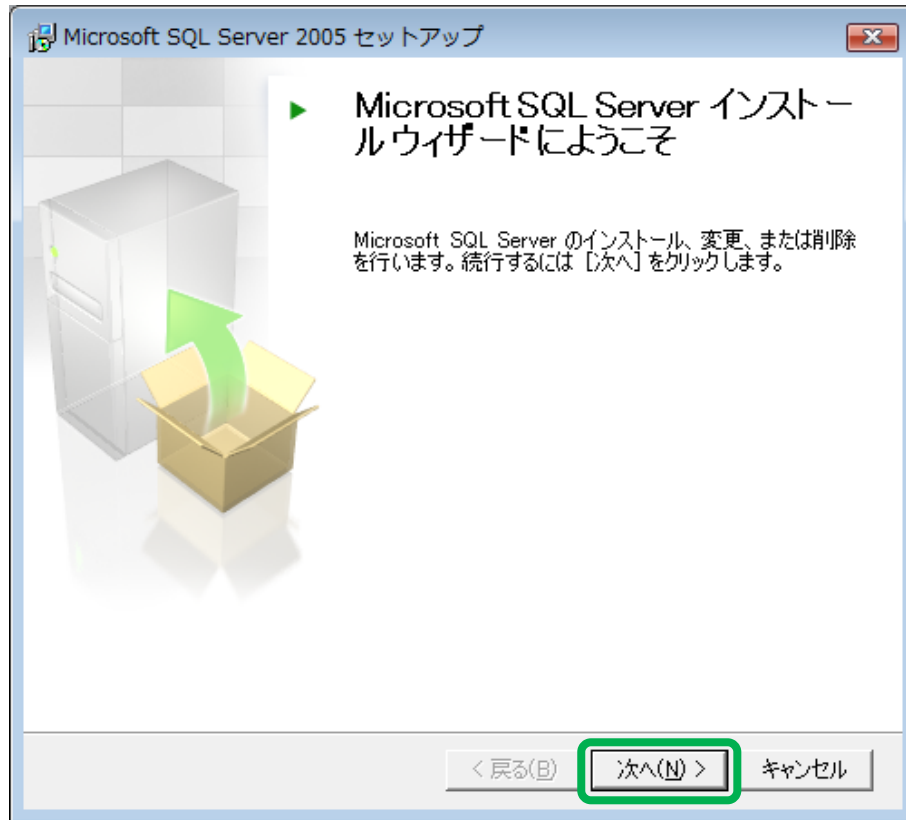 Microsoft SQL Server 2005 セットアップ
Microsoft SQL Server インストー
ル ウィザードにようこそ
Microsoft SQL Server のインストール、変更、または削除
を行います。続行するには [次へ] をクリックします。
< 戻る(B)
次へ(N) >
キャンセル